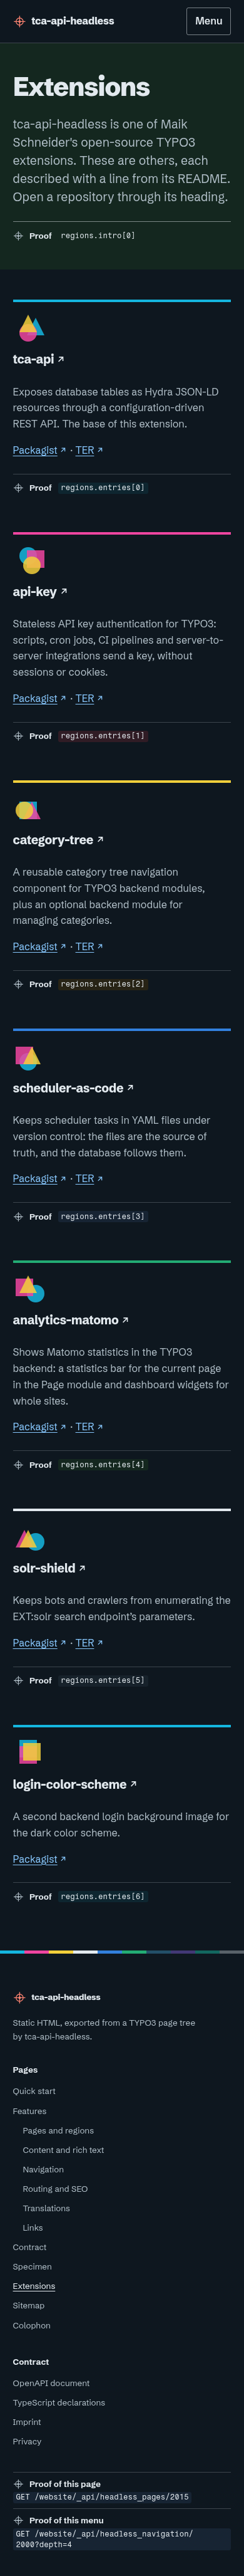 tca-api-headless
Menu
Extensions
tca-api-headless is one of Maik
Schneider's open-source TYPO3
extensions. These are others, each
described with a line from its README.
Open a repository through its heading.
Proof regions.intro[0]
tca-api ↗
Exposes database tables as Hydra JSON-LD
resources through a configuration-driven
REST API. The base of this extension.
Packagist ↗ · TER ↗
Proof regions.entries[0]
api-key ↗
Stateless API key authentication for TYPO3:
scripts, cron jobs, CI pipelines and server-to-
server integrations send a key, without
sessions or cookies.
Packagist ↗ · TER ↗
Proof regions.entries[1]
category-tree ↗
A reusable category tree navigation
component for TYPO3 backend modules,
plus an optional backend module for
managing categories.
Packagist ↗ · TER ↗
Proof regions.entries[2]
scheduler-as-code ↗
Keeps scheduler tasks in YAML files under
version control: the files are the source of
truth, and the database follows them.
Packagist ↗ · TER ↗
Proof regions.entries[3]
analytics-matomo ↗
Shows Matomo statistics in the TYPO3
backend: a statistics bar for the current page
in the Page module and dashboard widgets for
whole sites.
Packagist ↗ · TER ↗
Proof regions.entries[4]
solr-shield ↗
Keeps bots and crawlers from enumerating the
EXT:solr search endpoint's parameters.
Packagist ↗ · TER ↗
Proof regions.entries[5]
login-color-scheme ↗
A second backend login background image for
the dark color scheme.
Packagist ↗
Proof regions.entries[6]
tca-api-headless
Static HTML, exported from a TYPO3 page tree
by tca-api-headless.
Pages
Quick start
Features
Pages and regions
Content and rich text
Navigation
Routing and SEO
Translations
Links
Contract
Specimen
Extensions
Sitemap
Colophon
Contract
OpenAPI document
TypeScript declarations
Imprint
Privacy
Proof of this page
GET /website/_api/headless_pages/2015
Proof of this menu
GET /website/_api/headless_navigation/
2000?depth=4